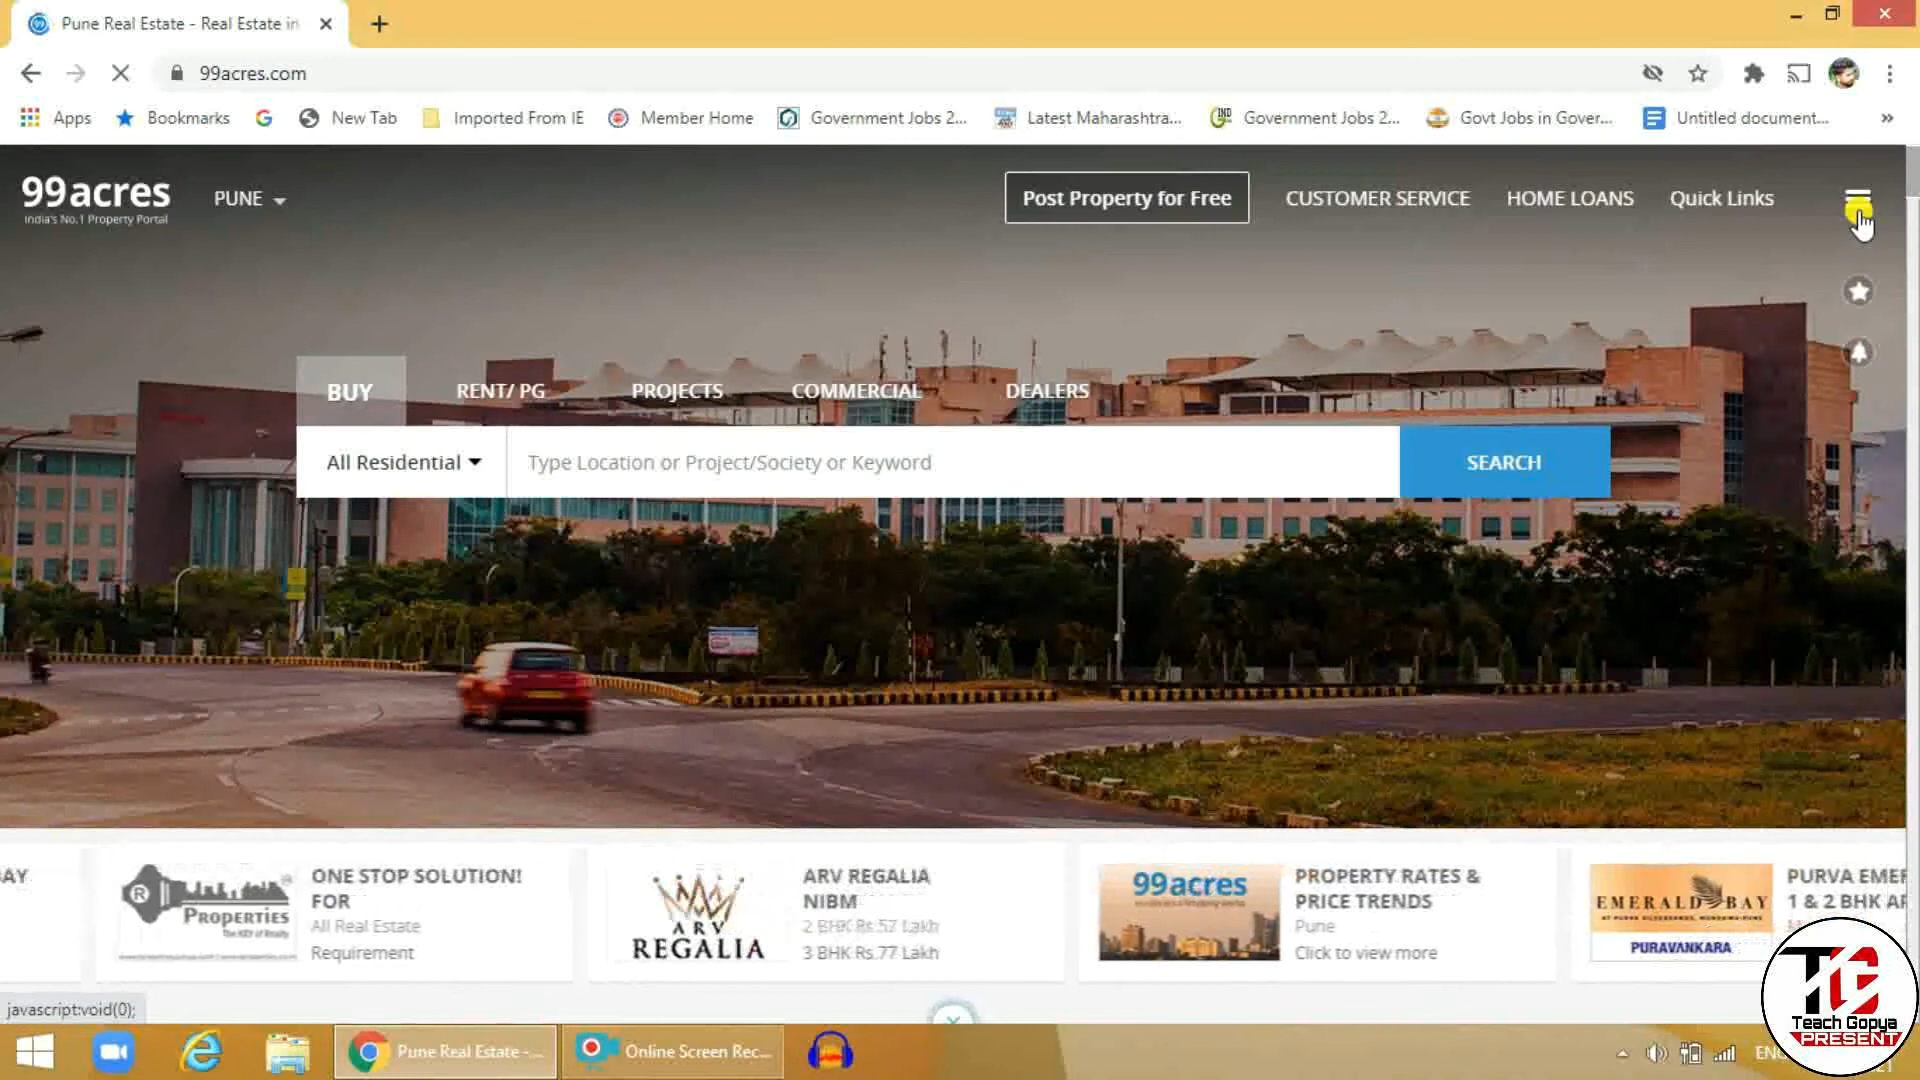 Pune Real Estate - Real Estate in
99acres.com
Apps
Bookmarks
New Tab
Imported From IE
Member Home
Government Jobs 2...
Latest Maharashtra...
Government Jobs 2...
Govt Jobs in Gover...
Untitled document...
»
99acres
India's No.1 Property Portal
PUNE
Post Property for Free
CUSTOMER SERVICE
HOME LOANS
Quick Links
BUY
RENT/ PG
PROJECTS
COMMERCIAL
DEALERS
All Residential
Type Location or Project/Society or Keyword
SEARCH
AY
Properties
The KEY of Realty
ONE STOP SOLUTION!
FOR
All Real Estate
Requirement
ARV
REGALIA
ARV REGALIA
NIBM
2 BHK Rs.57 Lakh
3 BHK Rs.77 Lakh
99acres
PROPERTY RATES &
PRICE TRENDS
Pune
Click to view more
EMERALD BAY
PURAVANKARA
PURVA EMER
1 & 2 BHK A
javascript:void(0);
Pune Real Estate -...
Online Screen Rec...
Teach Gopya
PRESENT